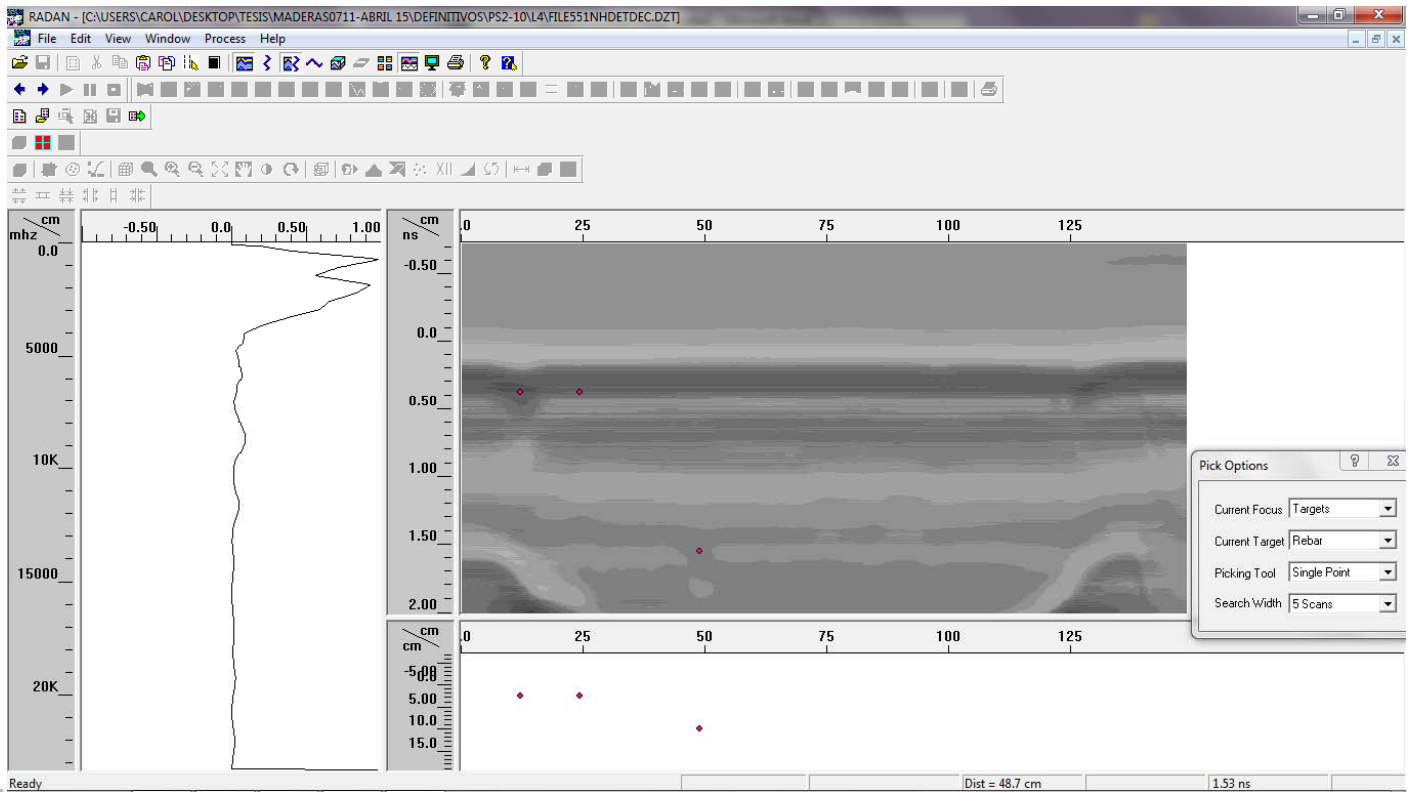 RADAN - [C:\USERS\CAROL\DESKTOP\TESIS\MADERAS0711-ABRIL 15\DEFINITIVOS\PS2-10\L4\FILE551NHDETDEC.DZT]
File Edit View Window Process Help
cm
mhz
-0.50 0.0 0.50 1.00
0.0
5000
10K
15000
20K
cm
ns
.0 25 50 75 100 125
-0.50
0.0
0.50
1.00
1.50
2.00
cm
cm
.0 25 50 75 100 125
5.00
10.0
15.0
Pick Options
Current Focus Targets
Current Target Rebar
Picking Tool Single Point
Search Width 5 Scans
Ready
Dist = 48.7 cm
1.53 ns